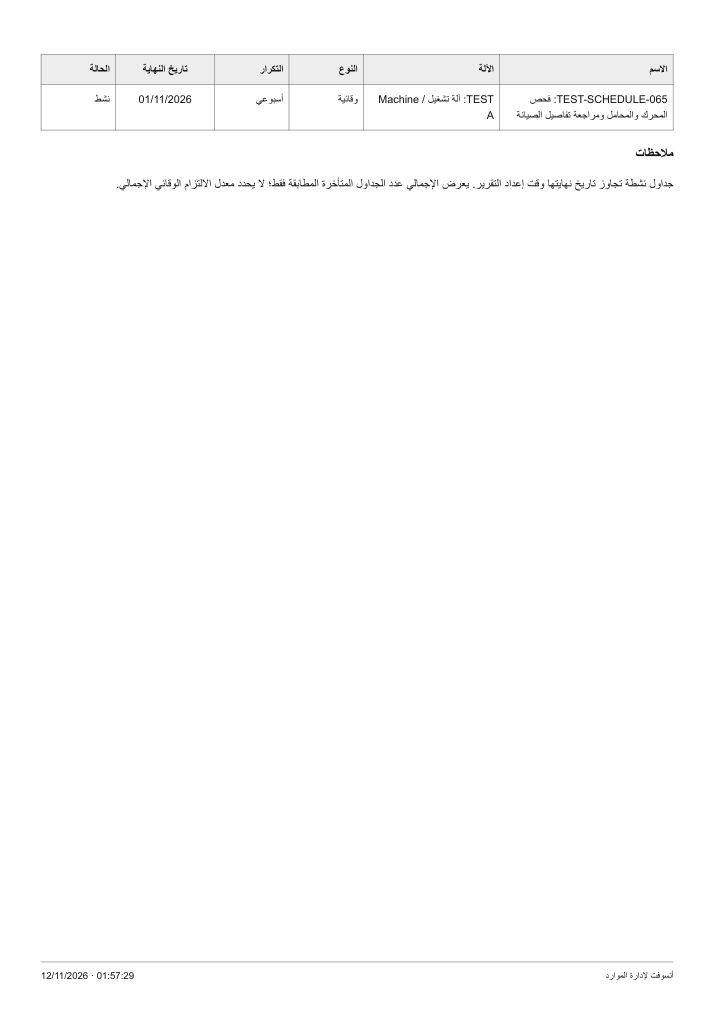 الاسم
الآلة
النوع
التكرار
تاريخ النهاية
الحالة
TEST-SCHEDULE-065: فحص
المحرك والمحامل ومراجعة تفاصيل الصيانة
TEST: آلة تشغيل / Machine
A
وقائية
أسبوعي
01/11/2026
نشط
ملاحظات
جداول نشطة تجاوز تاريخ نهايتها وقت إعداد التقرير. يعرض الإجمالي عدد الجداول المتأخرة المطابقة فقط؛ لا يحدد معدل الالتزام الوقائي الإجمالي.
أتسوفت لإدارة الموارد
12/11/2026 · 01:57:29